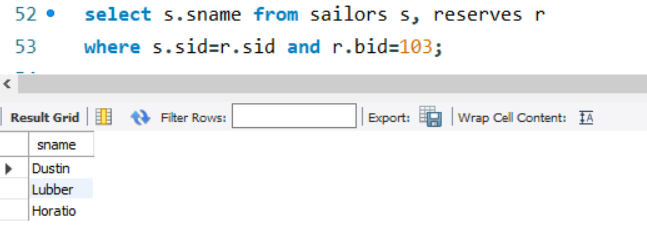 52 select s.sname from sailors s, reserves r
53 where s.sid=r.sid and r.bid=103;
Result Grid Filter Rows: Export: Wrap Cell Content: IA
sname
Dustin
Lubber
Horatio